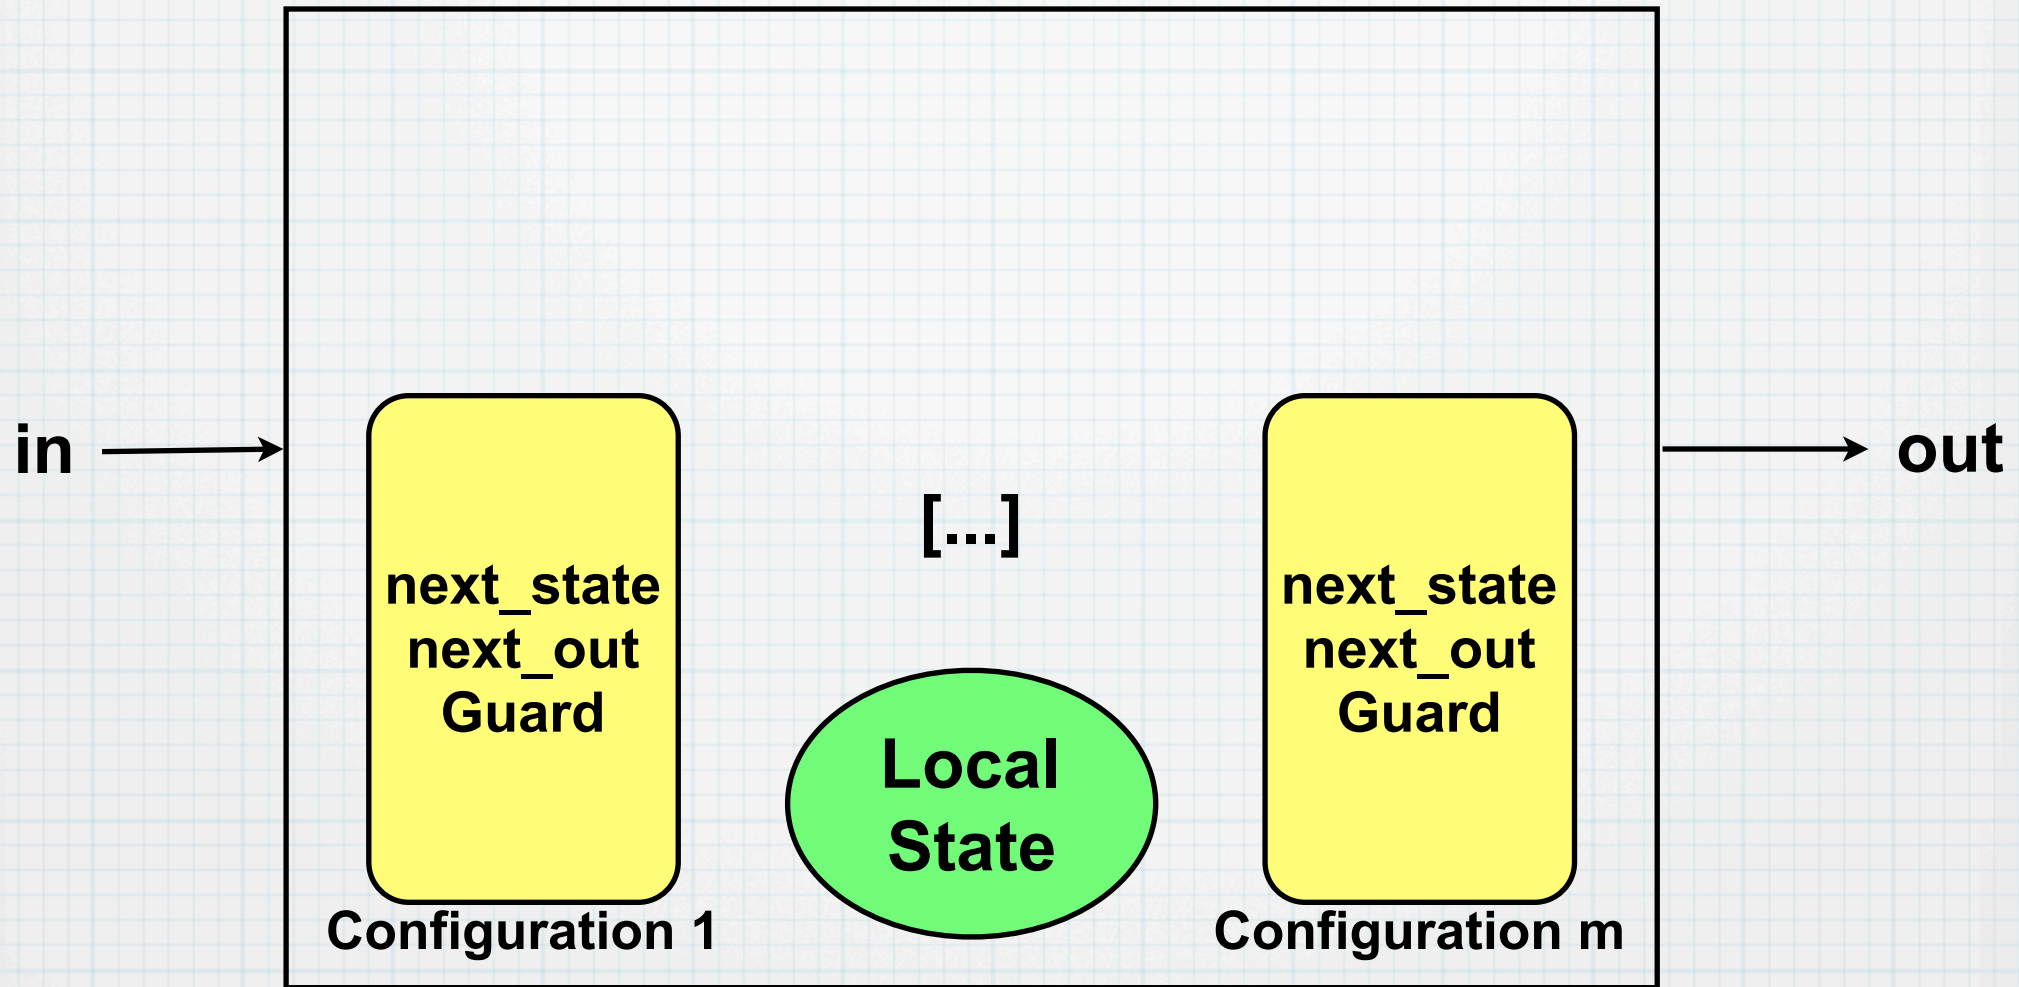 in
out
[...]
next_state
next_out
Guard
next_state
next_out
Guard
Local
State
Configuration 1
Configuration m